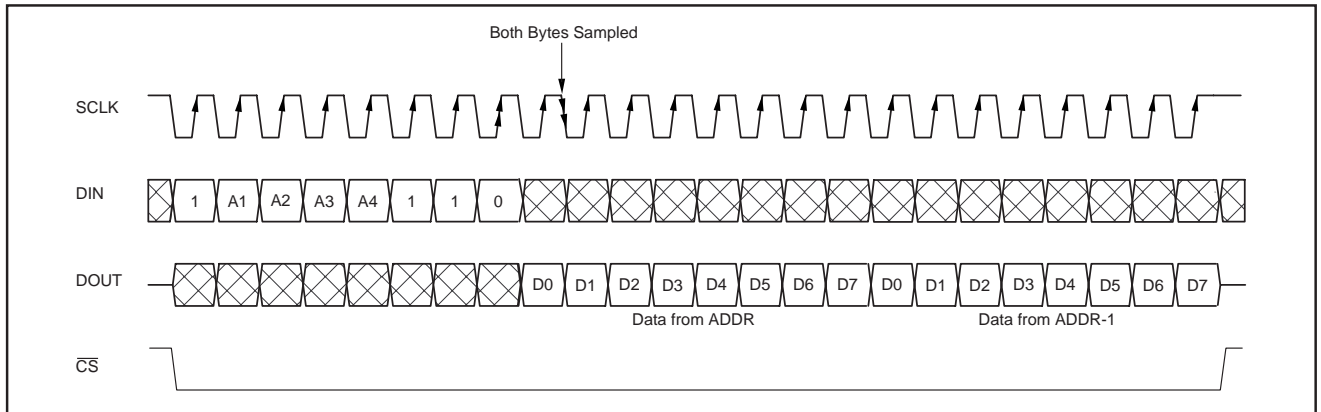 Both Bytes Sampled
SCLK
DIN 1 A1 A2 A3 A4 1 1 0
DOUT D0 D1 D2 D3 D4 D5 D6 D7 D0 D1 D2 D3 D4 D5 D6 D7
Data from ADDR Data from ADDR-1
CS